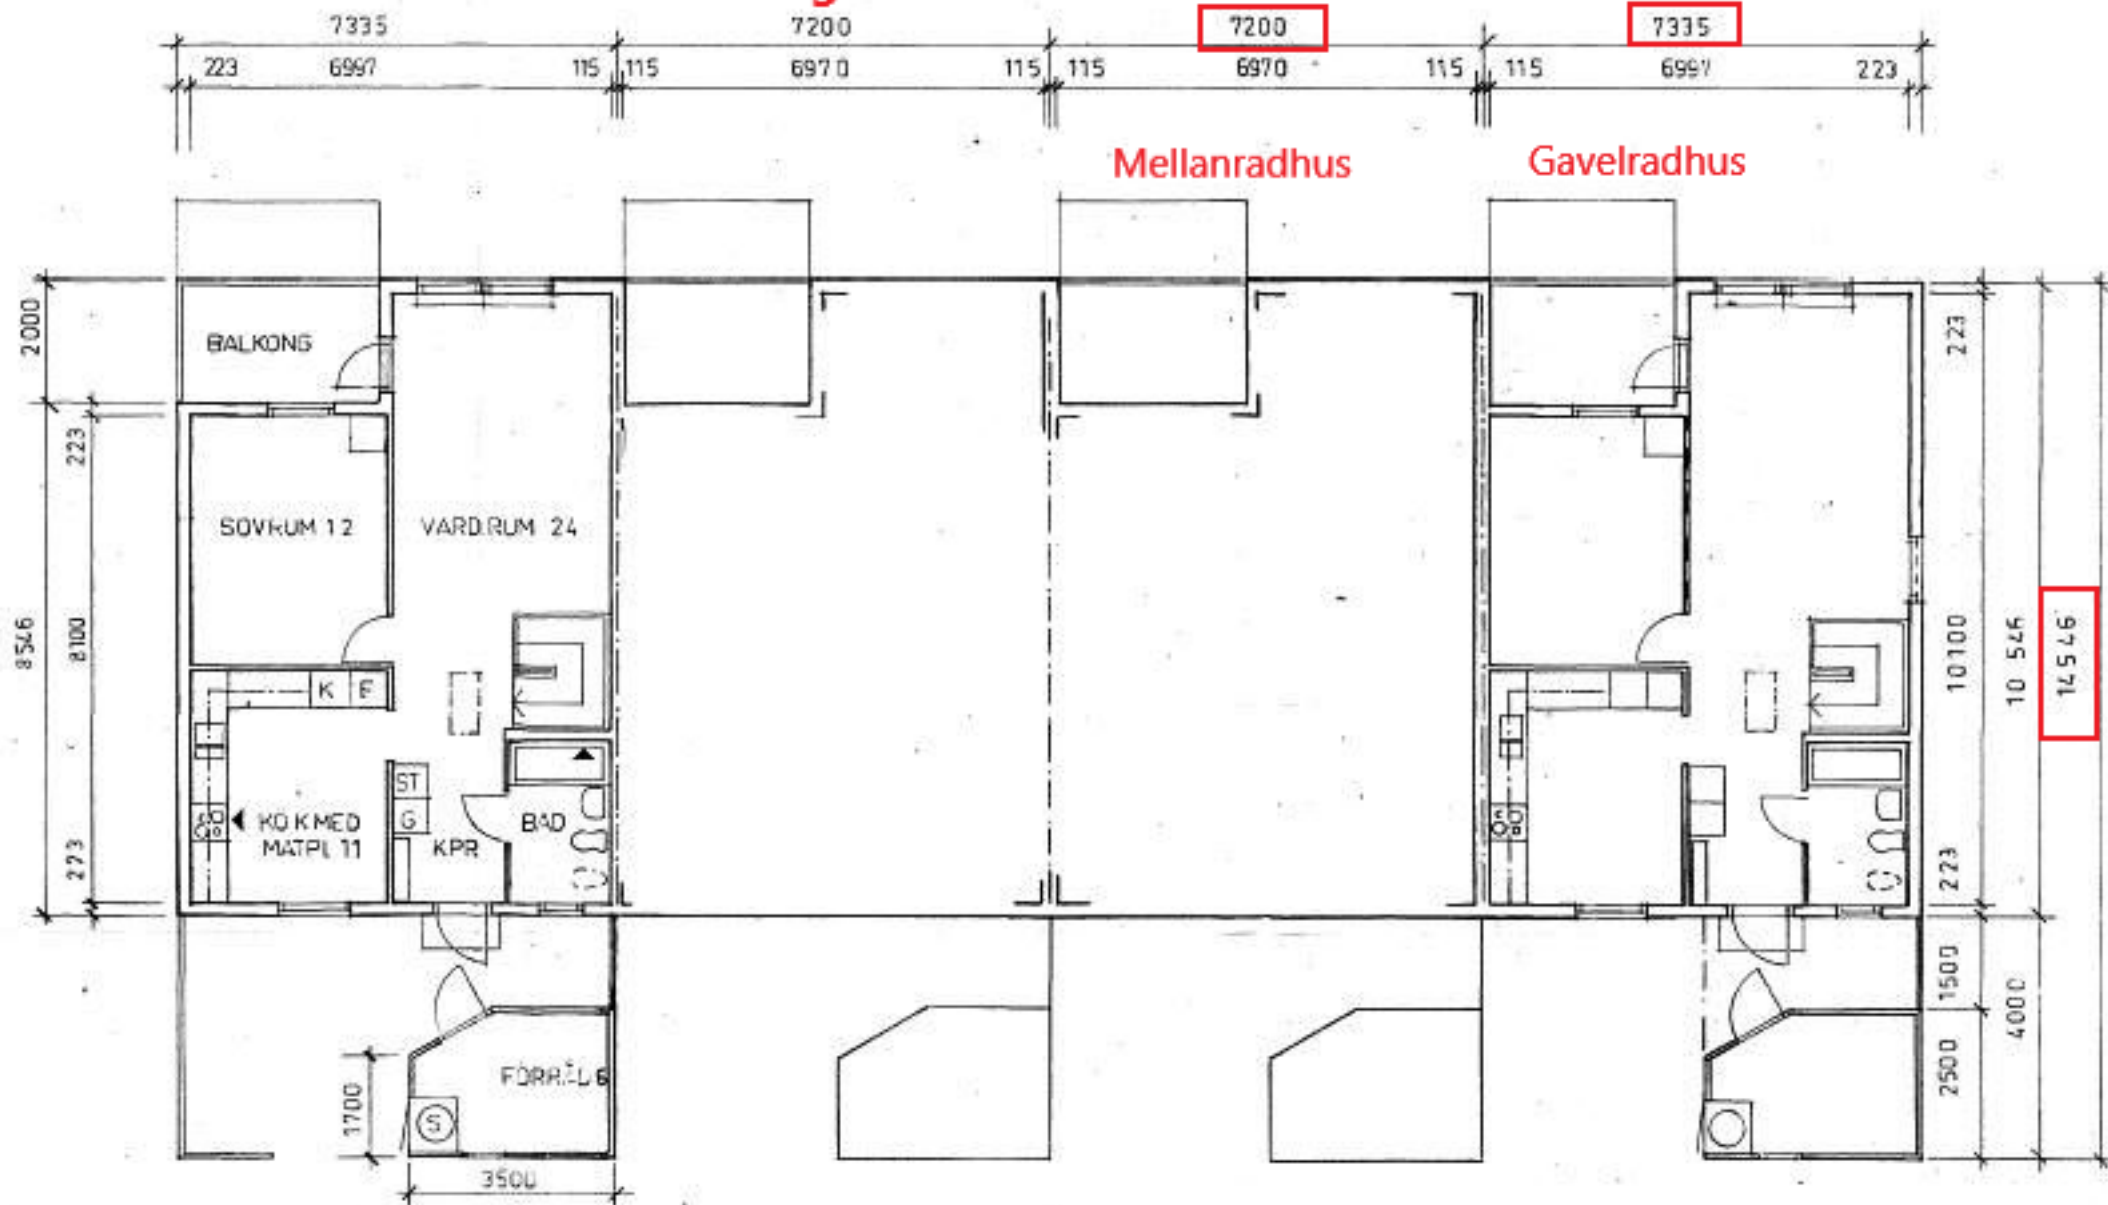 7335 7200 7200 7335
223 6997 115 115 6970 115 115 6970 115 115 6997 223
Mellanradhus Gavelradhus
2000
BALKONG
223
223
SOVRUM 12 VARD.RUM 24
8546
8100
10100
10 546
14546
K F
ST
G
KÖK MED
MATPL 11
BAD
KPR
223
223
1500
4000
2500
FÖRRÅD 6
1700
S
3500